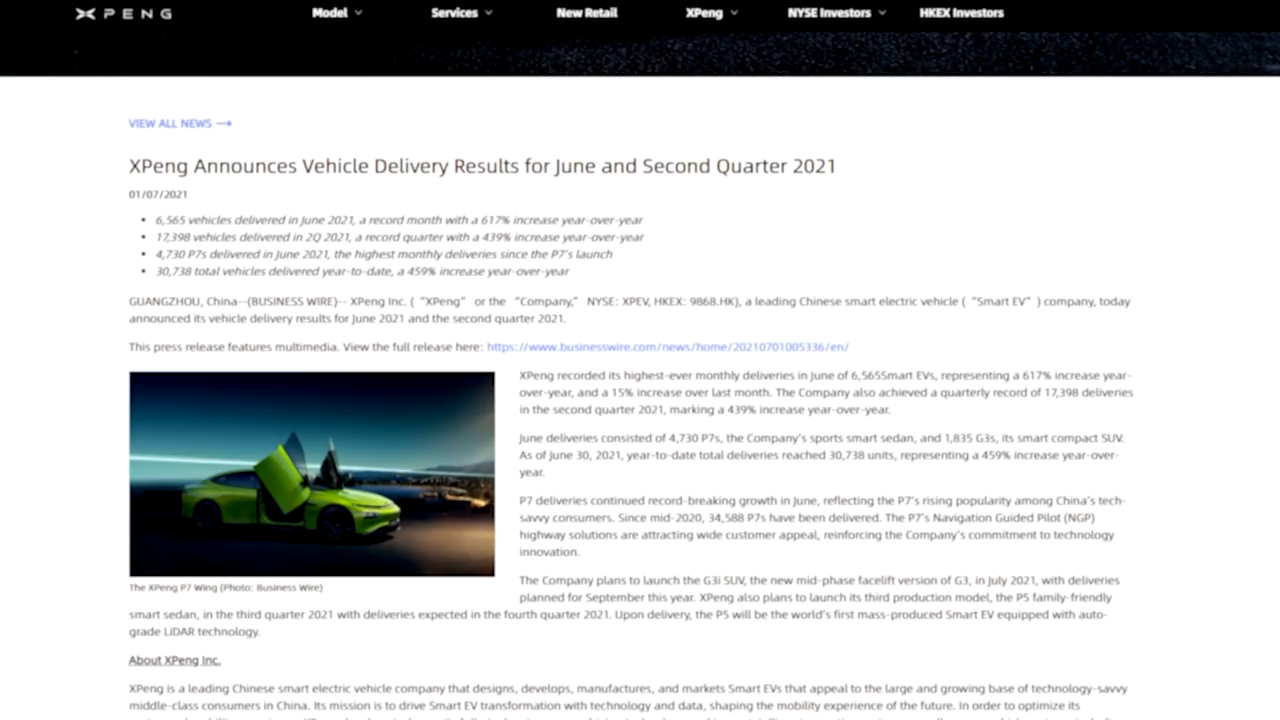 XPENG
Model
Services
New Retail
XPeng
NYSE Investors
HKEX Investors
VIEW ALL NEWS →
XPeng Announces Vehicle Delivery Results for June and Second Quarter 2021
01/07/2021
• 6,565 vehicles delivered in June 2021, a record month with a 617% increase year-over-year
• 17,398 vehicles delivered in 2Q 2021, a record quarter with a 439% increase year-over-year
• 4,730 P7s delivered in June 2021, the highest monthly deliveries since the P7's launch
• 30,738 total vehicles delivered year-to-date, a 459% increase year-over-year
GUANGZHOU, China--(BUSINESS WIRE)-- XPeng Inc. ( “XPeng” or the “Company,” NYSE: XPEV, HKEX: 9868.HK), a leading Chinese smart electric vehicle ( “Smart EV” ) company, today
announced its vehicle delivery results for June 2021 and the second quarter 2021.
This press release features multimedia. View the full release here: https://www.businesswire.com/news/home/20210701005336/en/
XPeng recorded its highest-ever monthly deliveries in June of 6,565Smart EVs, representing a 617% increase year-
over-year, and a 15% increase over last month. The Company also achieved a quarterly record of 17,398 deliveries
in the second quarter 2021, marking a 439% increase year-over-year.
June deliveries consisted of 4,730 P7s, the Company's sports smart sedan, and 1,835 G3s, its smart compact SUV.
As of June 30, 2021, year-to-date total deliveries reached 30,738 units, representing a 459% increase year-over-
year.
P7 deliveries continued record-breaking growth in June, reflecting the P7's rising popularity among China's tech-
savvy consumers. Since mid-2020, 34,588 P7s have been delivered. The P7's Navigation Guided Pilot (NGP)
highway solutions are attracting wide customer appeal, reinforcing the Company's commitment to technology
innovation.
The XPeng P7 Wing (Photo: Business Wire)
The Company plans to launch the G3i SUV, the new mid-phase facelift version of G3, in July 2021, with deliveries
planned for September this year. XPeng also plans to launch its third production model, the P5 family-friendly
smart sedan, in the third quarter 2021 with deliveries expected in the fourth quarter 2021. Upon delivery, the P5 will be the world's first mass-produced Smart EV equipped with auto-
grade LiDAR technology.
About XPeng Inc.
XPeng is a leading Chinese smart electric vehicle company that designs, develops, manufactures, and markets Smart EVs that appeal to the large and growing base of technology-savvy
middle-class consumers in China. Its mission is to drive Smart EV transformation with technology and data, shaping the mobility experience of the future. In order to optimize its